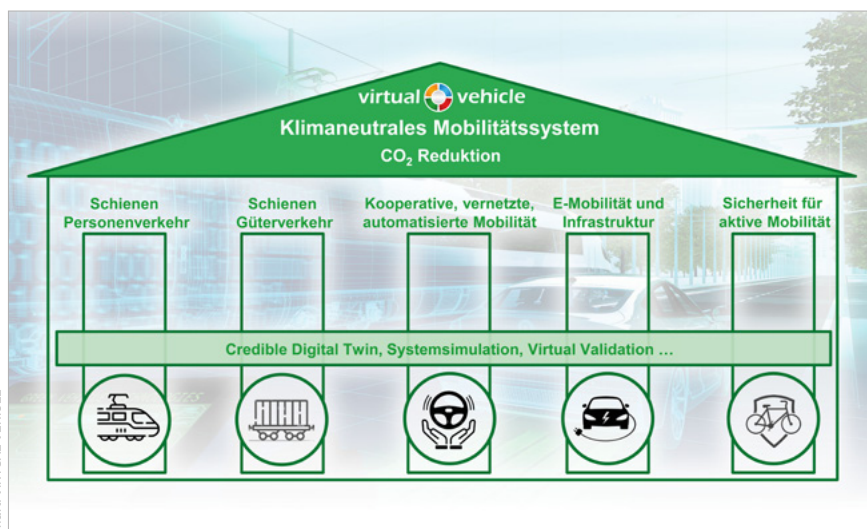 virtual vehicle
Klimaneutrales Mobilitätssystem
CO₂ Reduktion
Schienen
Personenverkehr
Schienen
Güterverkehr
Kooperative, vernetzte,
automatisierte Mobilität
E-Mobilität und
Infrastruktur
Sicherheit für
aktive Mobilität
Credible Digital Twin, Systemsimulation, Virtual Validation ...